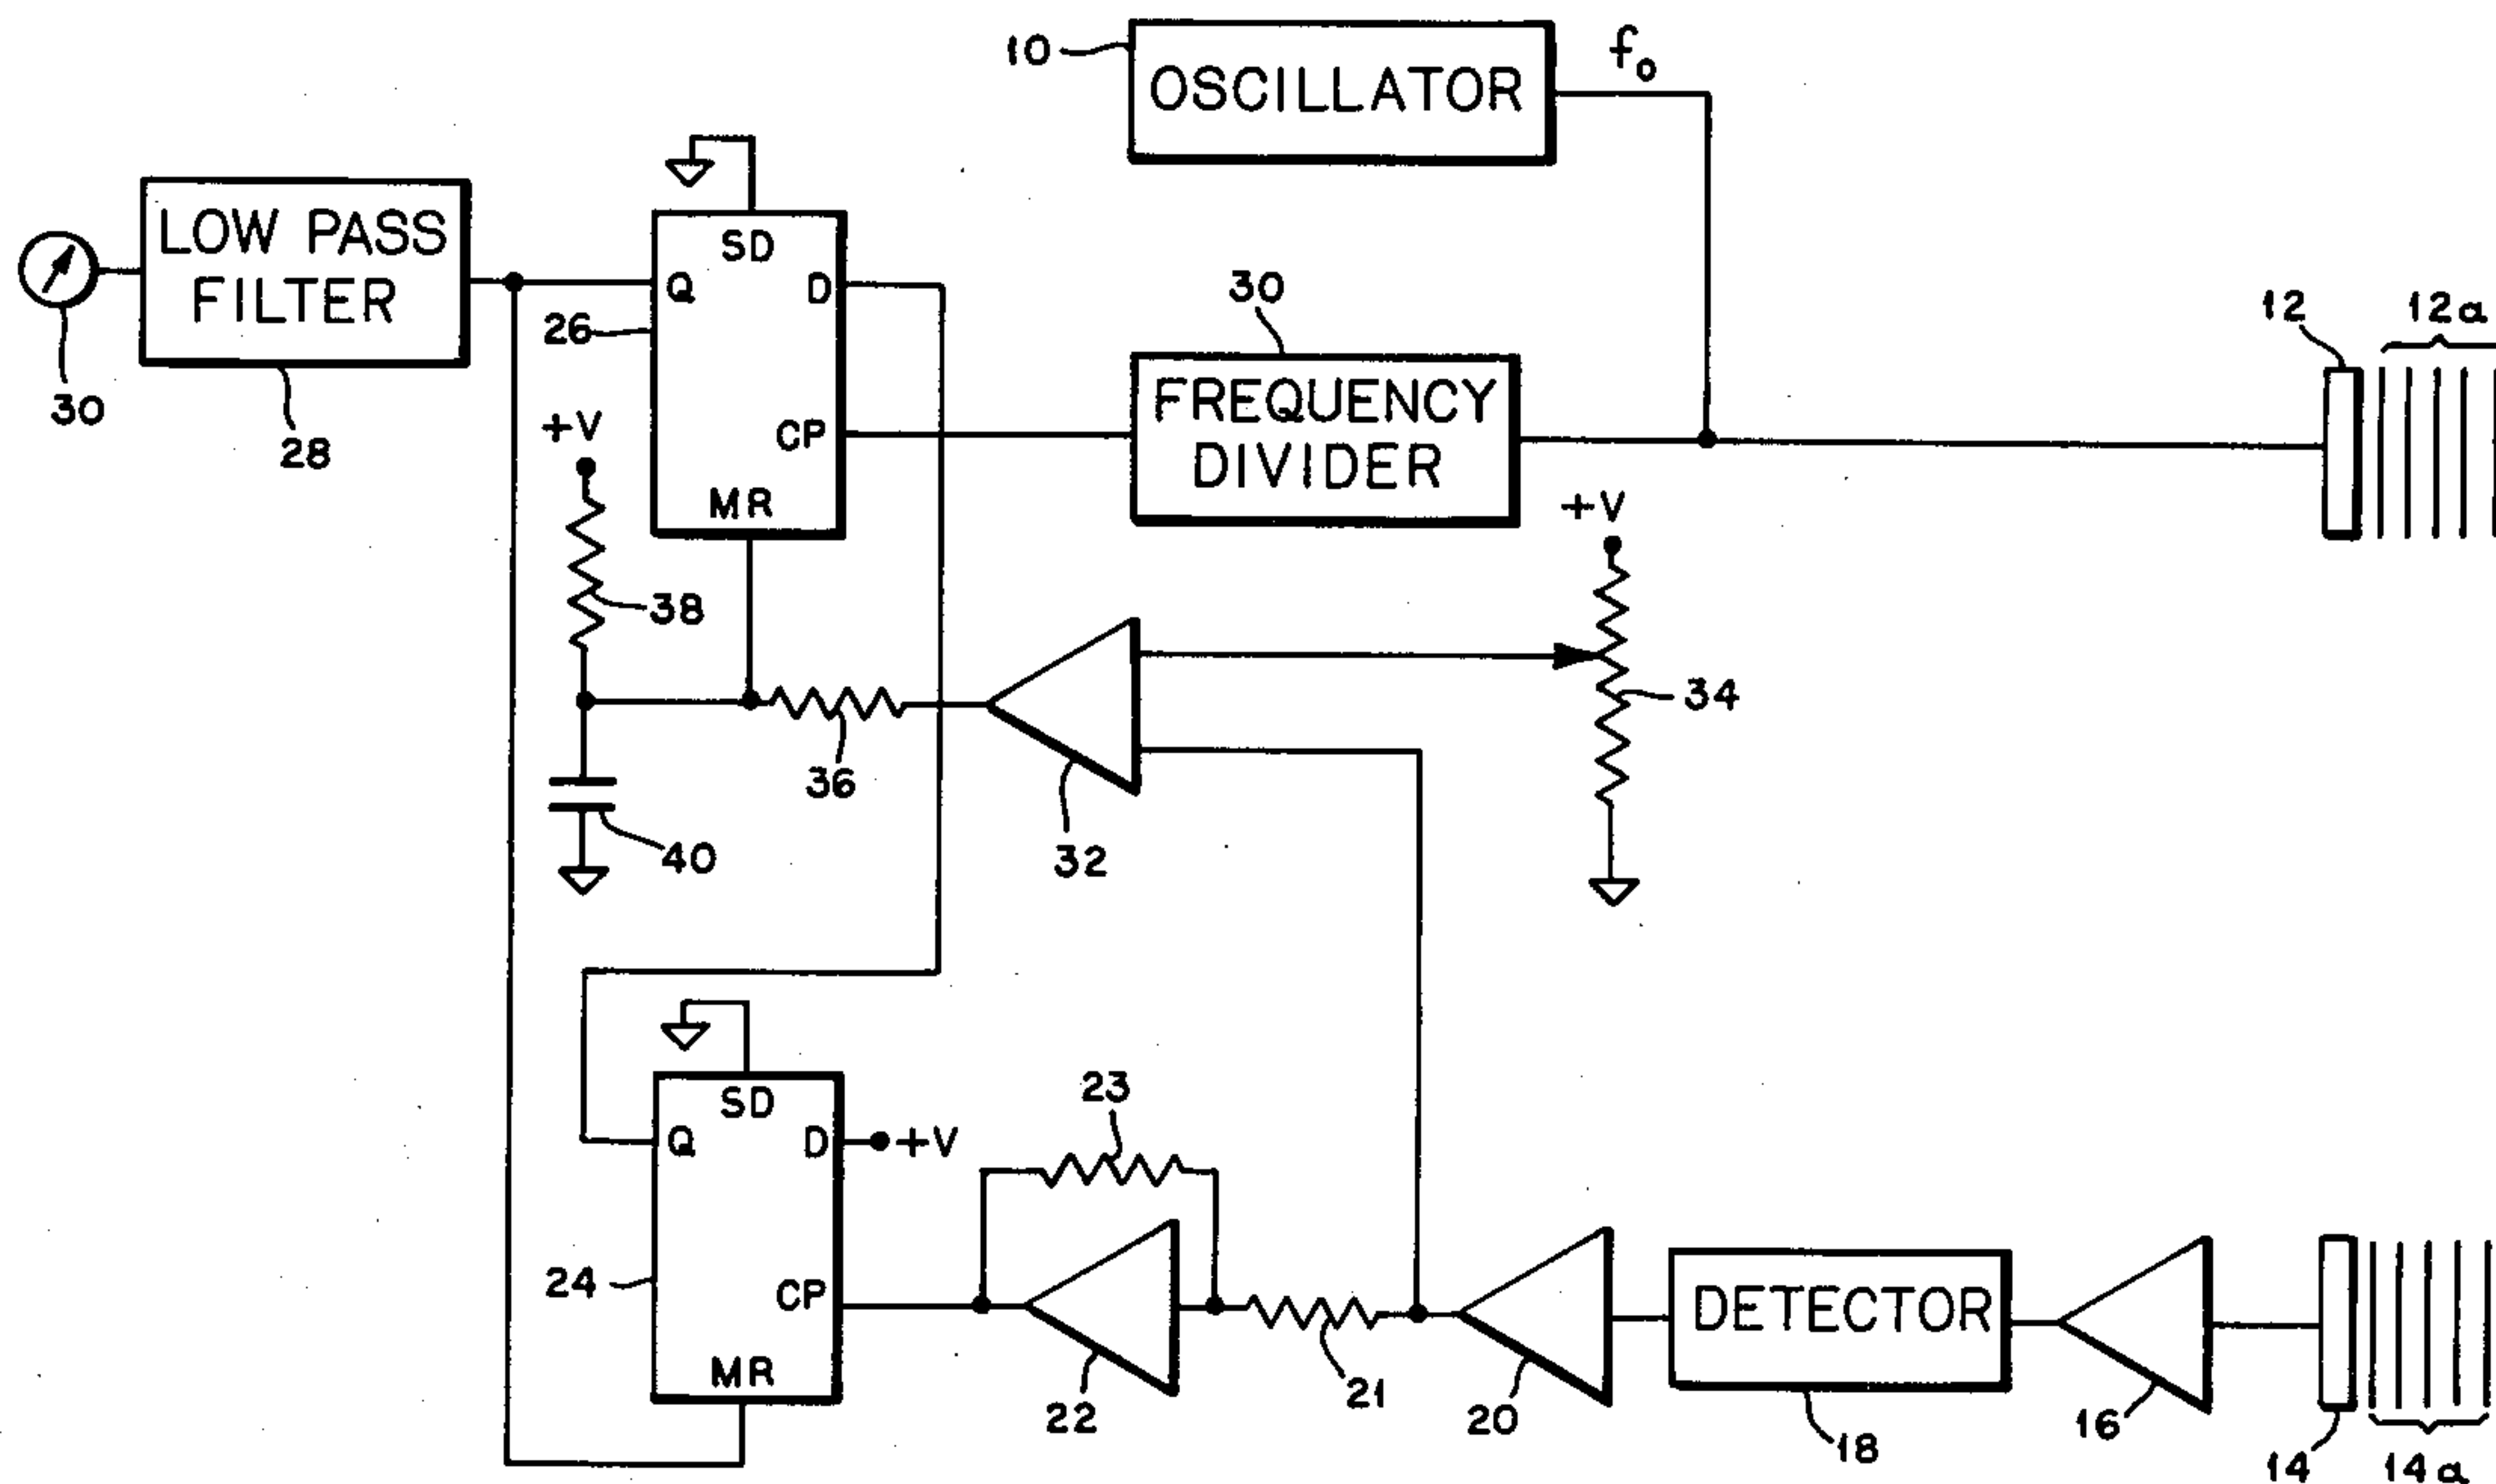 10
OSCILLATOR
fo
LOW PASS
FILTER
SD
Q
D
26
CP
MR
30
28
30
FREQUENCY
DIVIDER
12
12a
+V
38
+V
34
36
32
40
SD
Q
D
+V
24
CP
MR
23
22
21
20
DETECTOR
18
16
14
14a